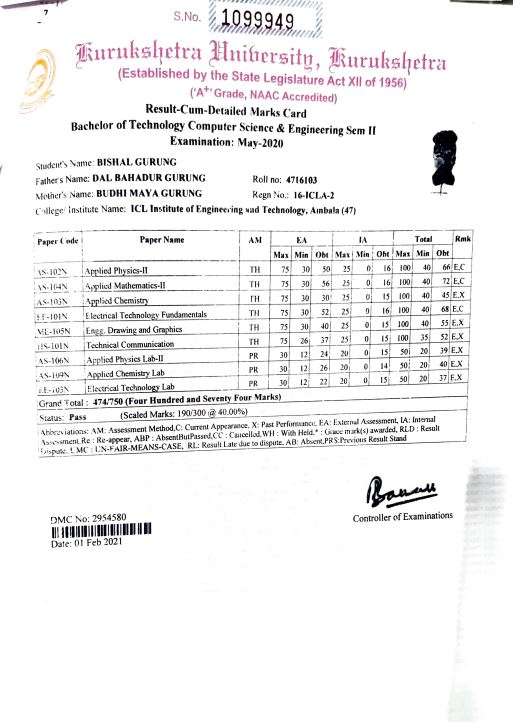 7
S.No. 1099949
Kurukshetra University, Kurukshetra
(Established by the State Legislature Act XII of 1956)
('A+' Grade, NAAC Accredited)
Result-Cum-Detailed Marks Card
Bachelor of Technology Computer Science & Engineering Sem II
Examination: May-2020
Student's Name: BISHAL GURUNG
Father's Name: DAL BAHADUR GURUNG Roll no: 4716103
Mother's Name: BUDHI MAYA GURUNG Regn No.: 16-ICLA-2
College/ Institute Name: ICL Institute of Engineering and Technology, Ambala (47)
Paper Code Paper Name AM EA IA Total Rmk
Max Min Obt Max Min Obt Max Min Obt
AS-102N Applied Physics-II TH 75 30 50 25 0 16 100 40 66 E,C
AS-104N Applied Mathematics-II TH 75 30 56 25 0 16 100 40 72 E,C
AS-103N Applied Chemistry TH 75 30 30 25 0 15 100 40 45 E,X
EE-101N Electrical Technology Fundamentals TH 75 30 52 25 0 16 100 40 68 E,C
ME-105N Engg. Drawing and Graphics TH 75 30 40 25 0 15 100 40 55 E,X
HS-101N Technical Communication TH 75 26 37 25 0 15 100 35 52 E,X
AS-106N Applied Physics Lab-II PR 30 12 24 20 0 15 50 20 39 E,X
AS-109N Applied Chemistry Lab PR 30 12 26 20 0 14 50 20 40 E,X
EE-103N Electrical Technology Lab PR 30 12 22 20 0 15 50 20 37 E,X
Grand Total : 474/750 (Four Hundred and Seventy Four Marks)
Status: Pass (Scaled Marks: 190/300 @ 40.00%)
Abbreviations: AM: Assessment Method,C: Current Appearance, X: Past Performance, EA: External Assessment, IA: Internal
Assessment,Re : Re-appear, ABP : AbsentButPassed,CC : Cancelled,WH : With Held,* : Grace mark(s) awarded, RLD : Result
Dispute, UMC : UN-FAIR-MEANS-CASE, RL: Result Late due to dispute, AB: Absent,PRS:Previous Result Stand
Controller of Examinations
DMC No: 2954580
Date: 01 Feb 2021